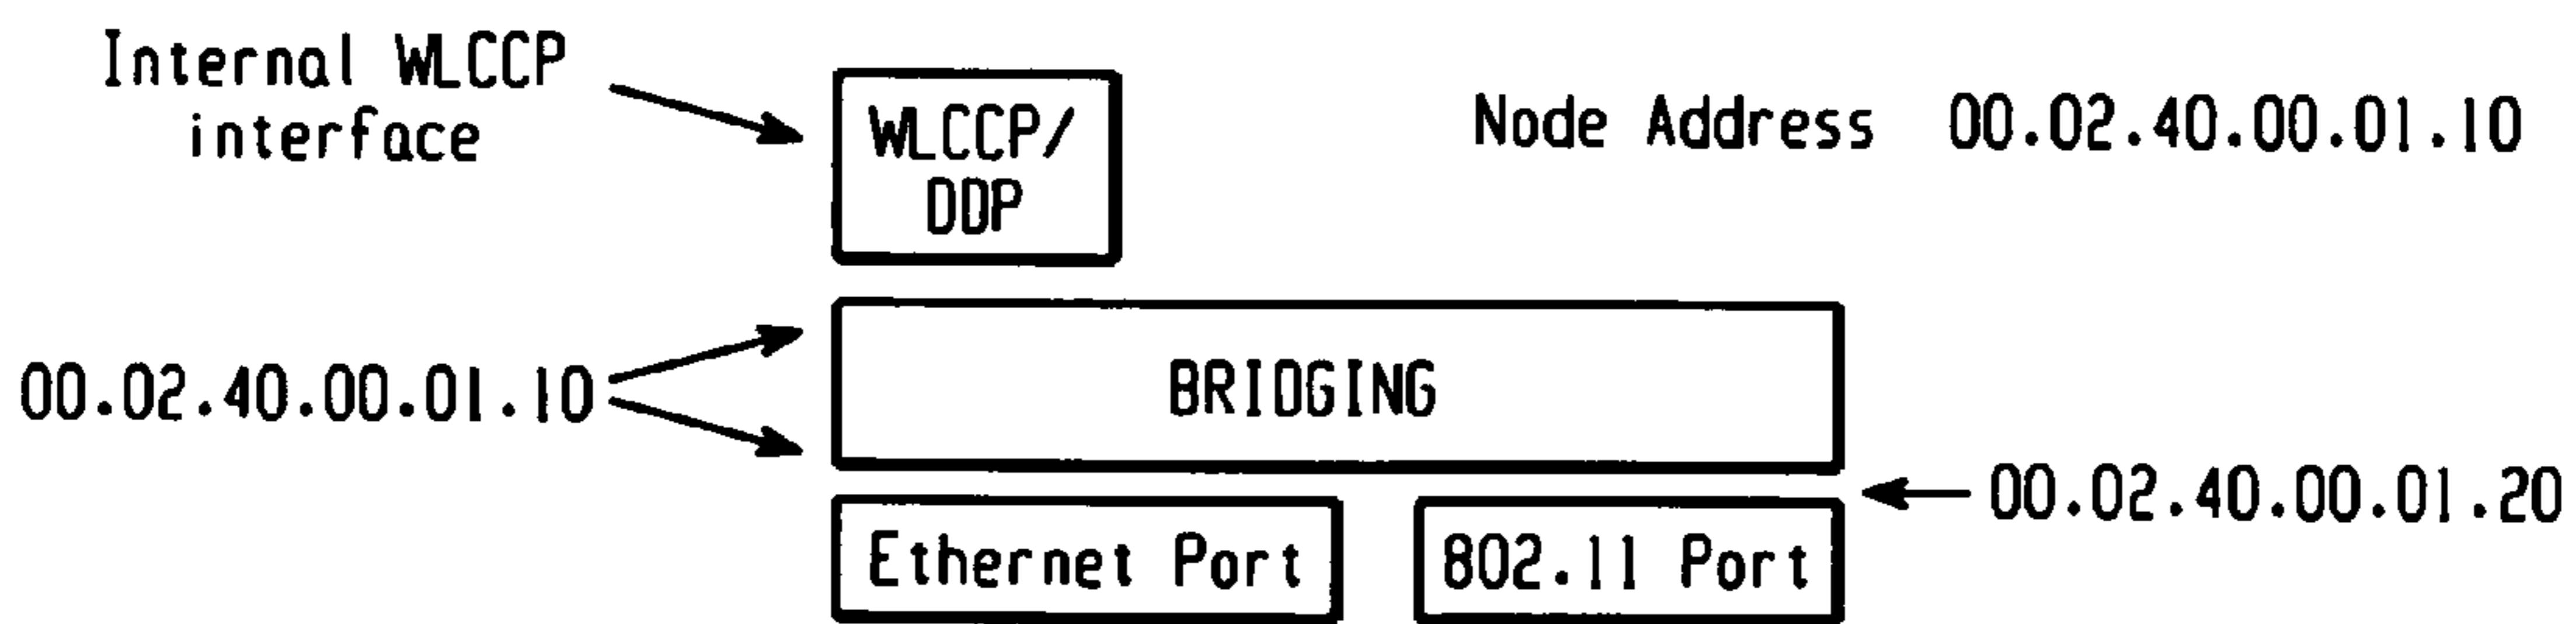 Internal WLCCP
interface
WLCCP/
DDP
Node Address 00.02.40.00.01.10
00.02.40.00.01.10
BRIDGING
00.02.40.00.01.20
Ethernet Port
802.11 Port